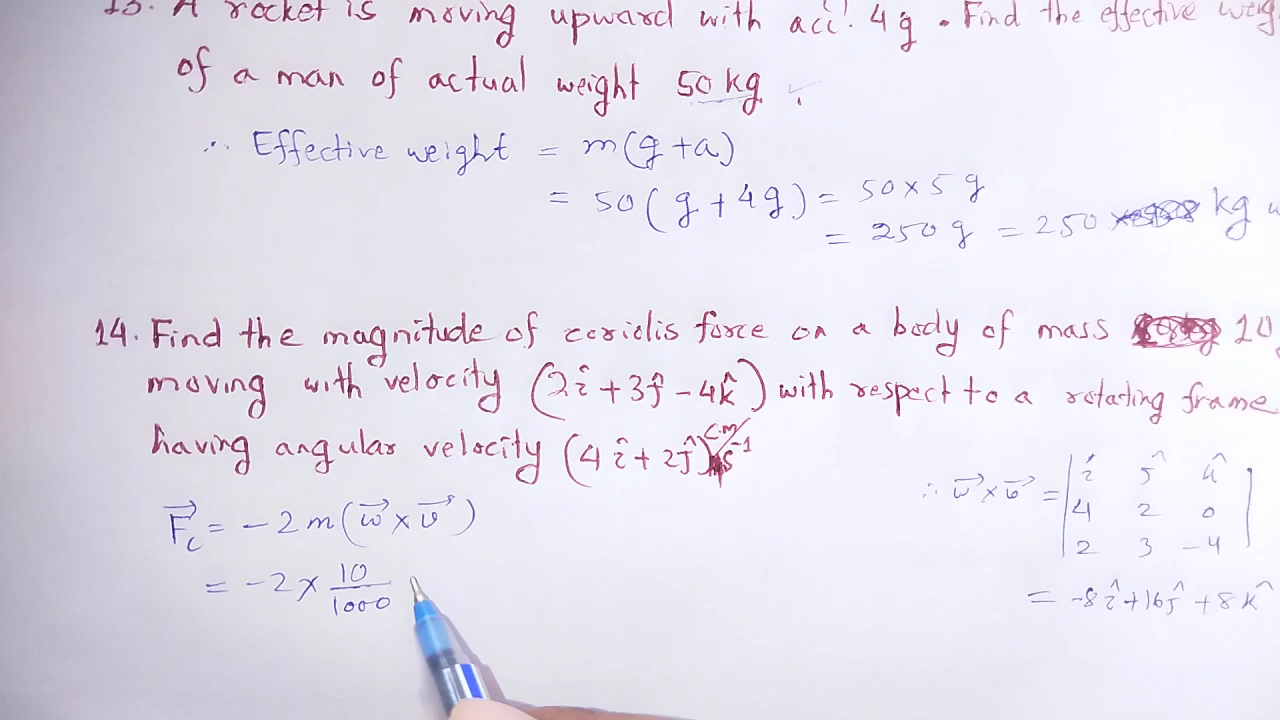 13. A rocket is moving upward with accⁿ. 4g. Find the effective
of a man of actual weight 50 kg.
∴ Effective weight = m(g+a)
= 50(g+4g) = 50×5g
= 250g = 250 kg
14. Find the magnitude of coriolis force on a body of mass 10
moving with velocity (2î+3ĵ-4k̂) with respect to a rotating frame
having angular velocity (4î+2ĵ) cm/s⁻¹
F⃗c = -2m(ω⃗×v⃗)
= -2× 10/1000
∴ ω⃗×v⃗ = | î ĵ k̂
4 2 0
2 3 -4 |
= -8î+16ĵ+8k̂